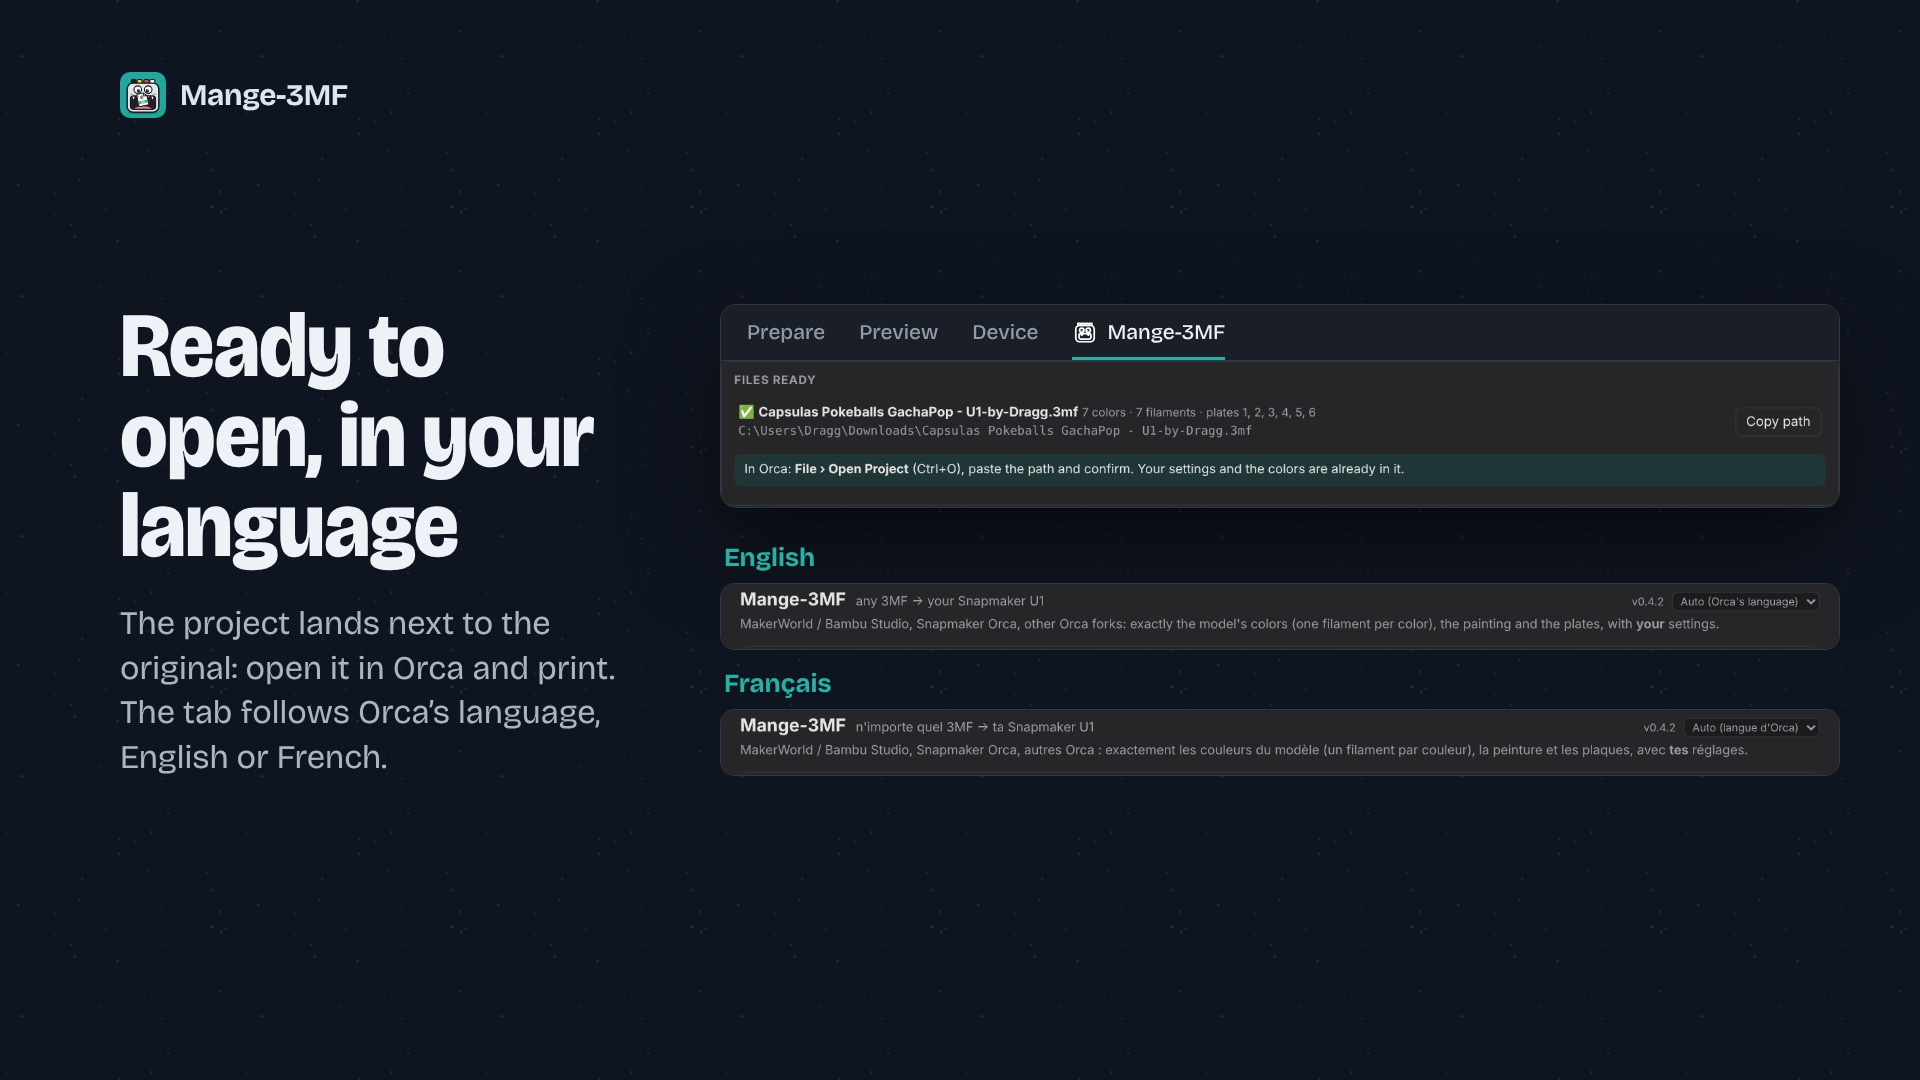 Mange-3MF
Ready to
open, in your
language
The project lands next to the
original: open it in Orca and print.
The tab follows Orca’s language,
English or French.
Prepare Preview Device Mange-3MF
FILES READY
✅ Capsulas Pokeballs GachaPop - U1-by-Dragg.3mf 7 colors · 7 filaments · plates 1, 2, 3, 4, 5, 6
C:\Users\Dragg\Downloads\Capsulas Pokeballs GachaPop - U1-by-Dragg.3mf
Copy path
In Orca: File › Open Project (Ctrl+O), paste the path and confirm. Your settings and the colors are already in it.
English
Mange-3MF any 3MF → your Snapmaker U1 v0.4.2 Auto (Orca's language)
MakerWorld / Bambu Studio, Snapmaker Orca, other Orca forks: exactly the model's colors (one filament per color), the painting and the plates, with your settings.
Français
Mange-3MF n'importe quel 3MF → ta Snapmaker U1 v0.4.2 Auto (langue d'Orca)
MakerWorld / Bambu Studio, Snapmaker Orca, autres Orca : exactement les couleurs du modèle (un filament par couleur), la peinture et les plaques, avec tes réglages.